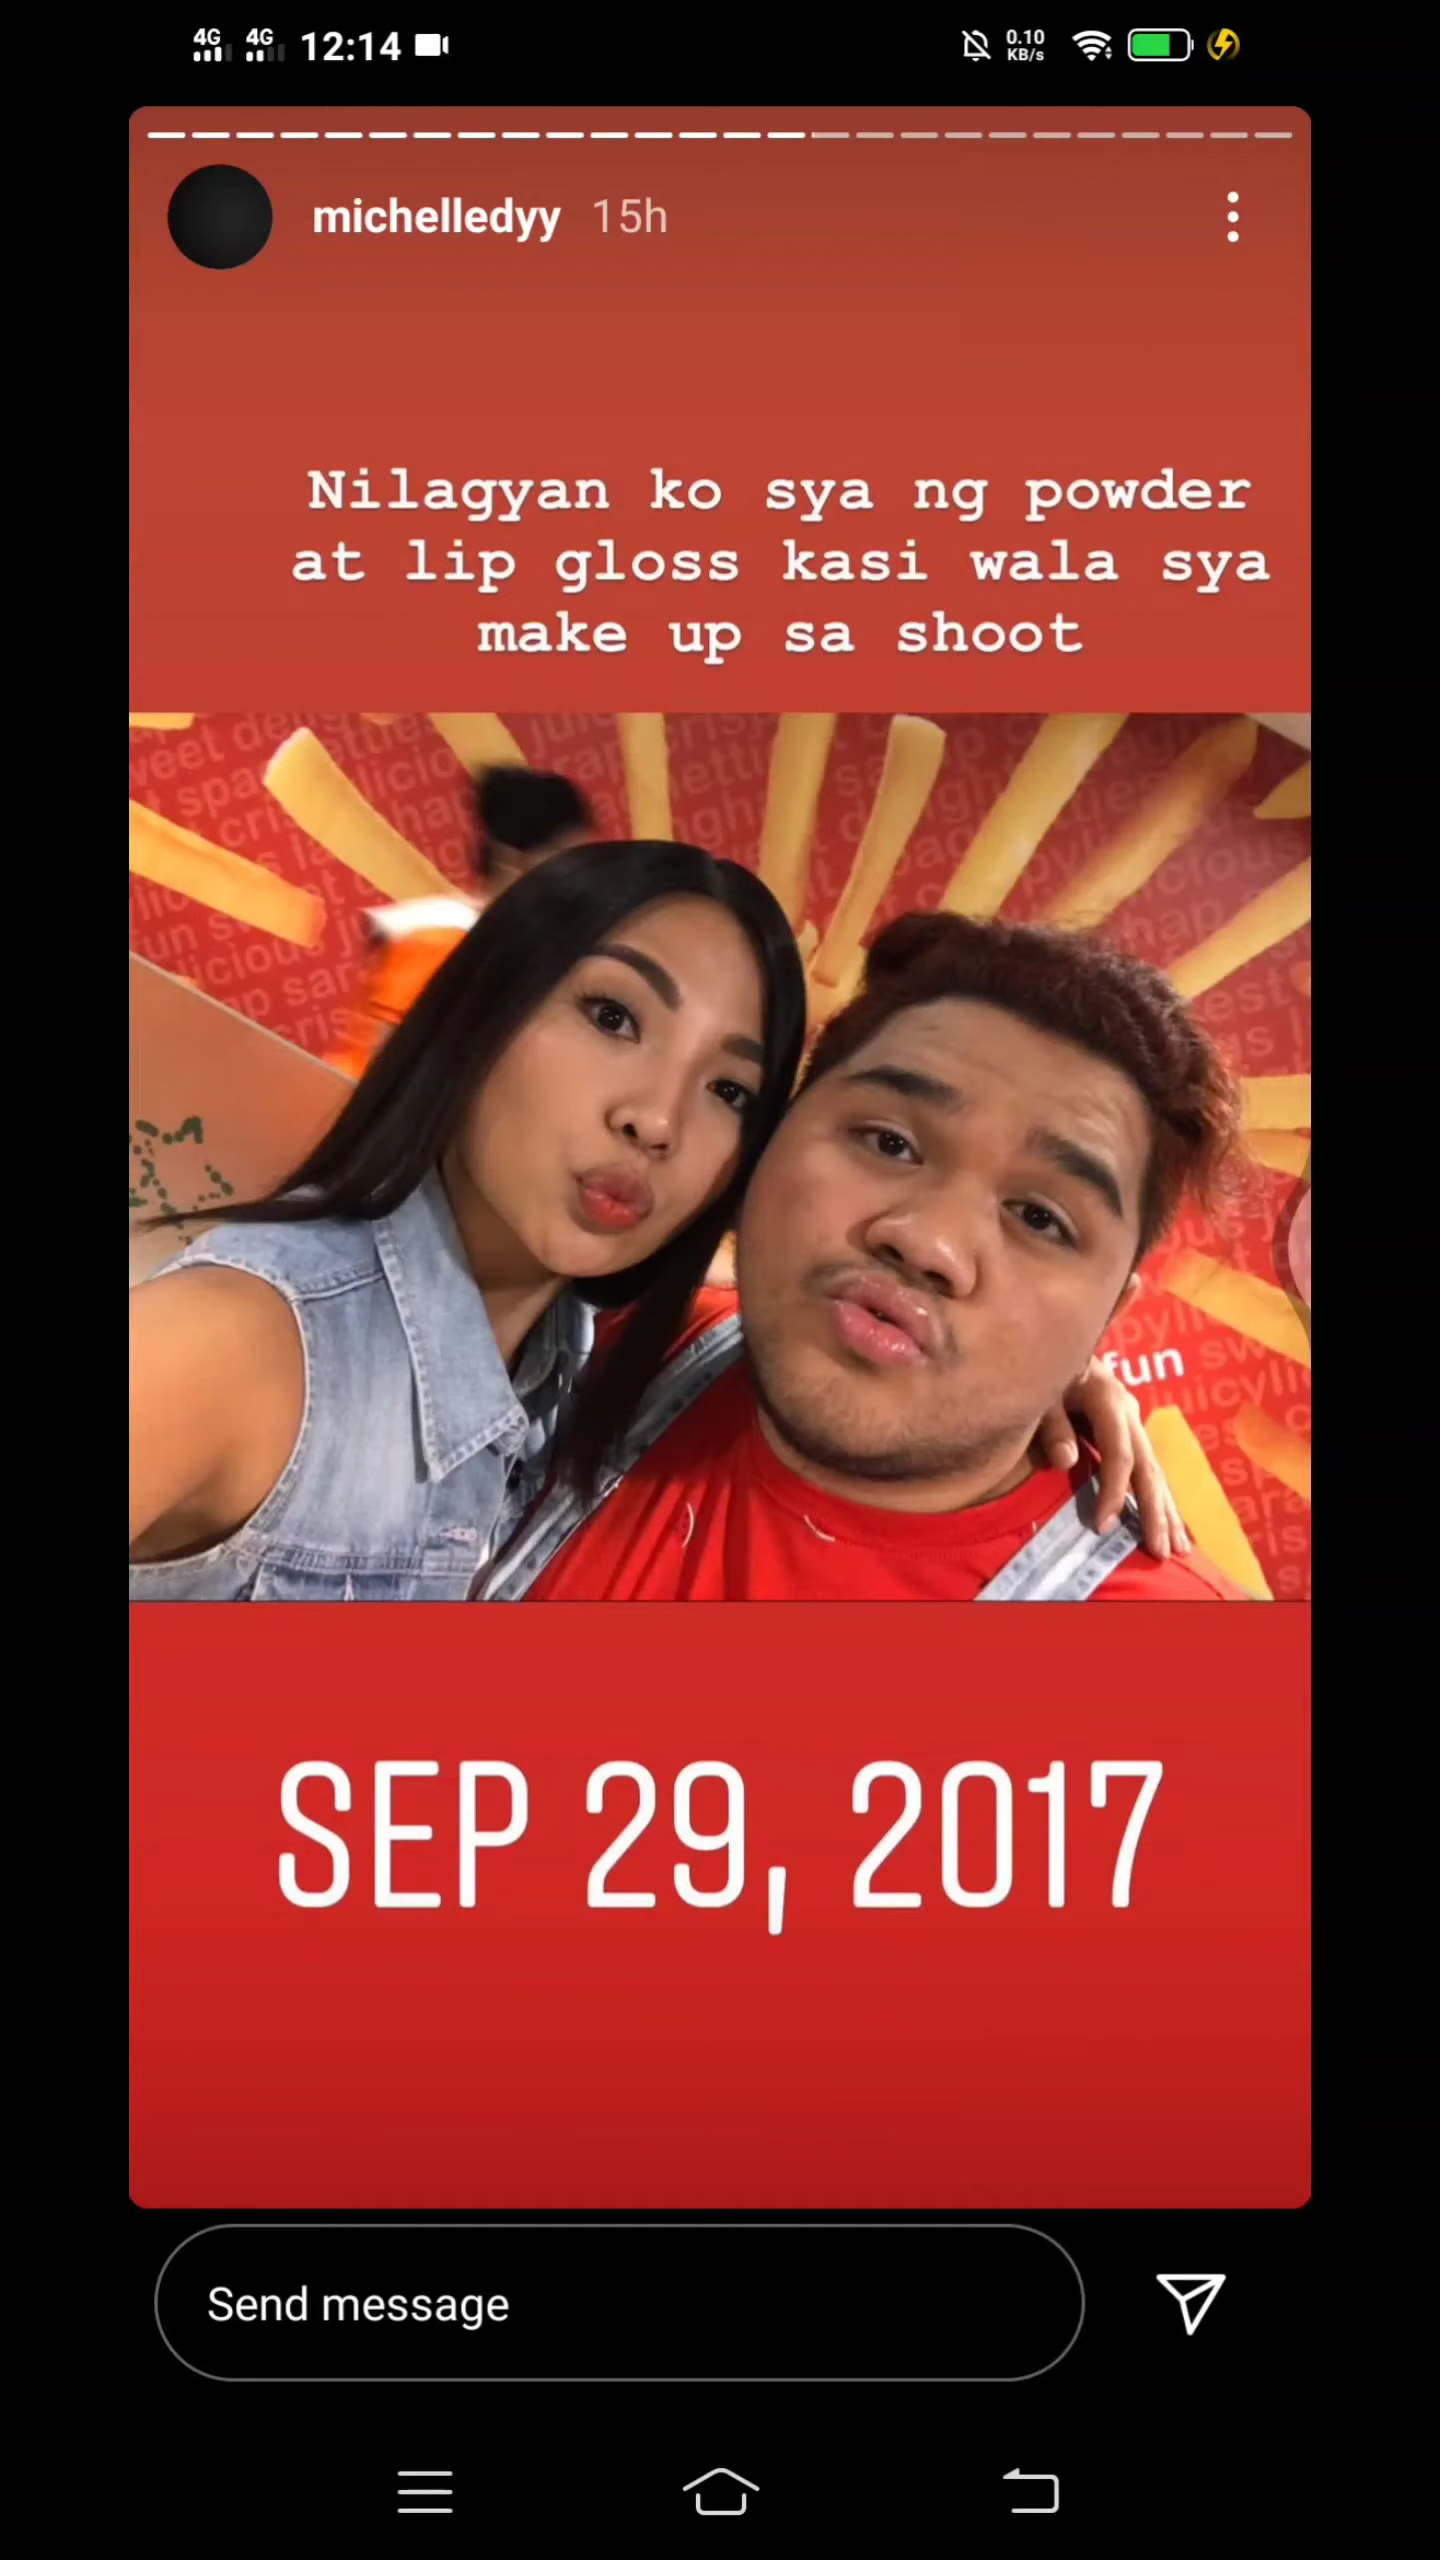 4G 4G 12:14 0.10 KB/s
michelledyy 15h
Nilagyan ko sya ng powder
at lip gloss kasi wala sya
make up sa shoot
fun
SEP 29, 2017
Send message